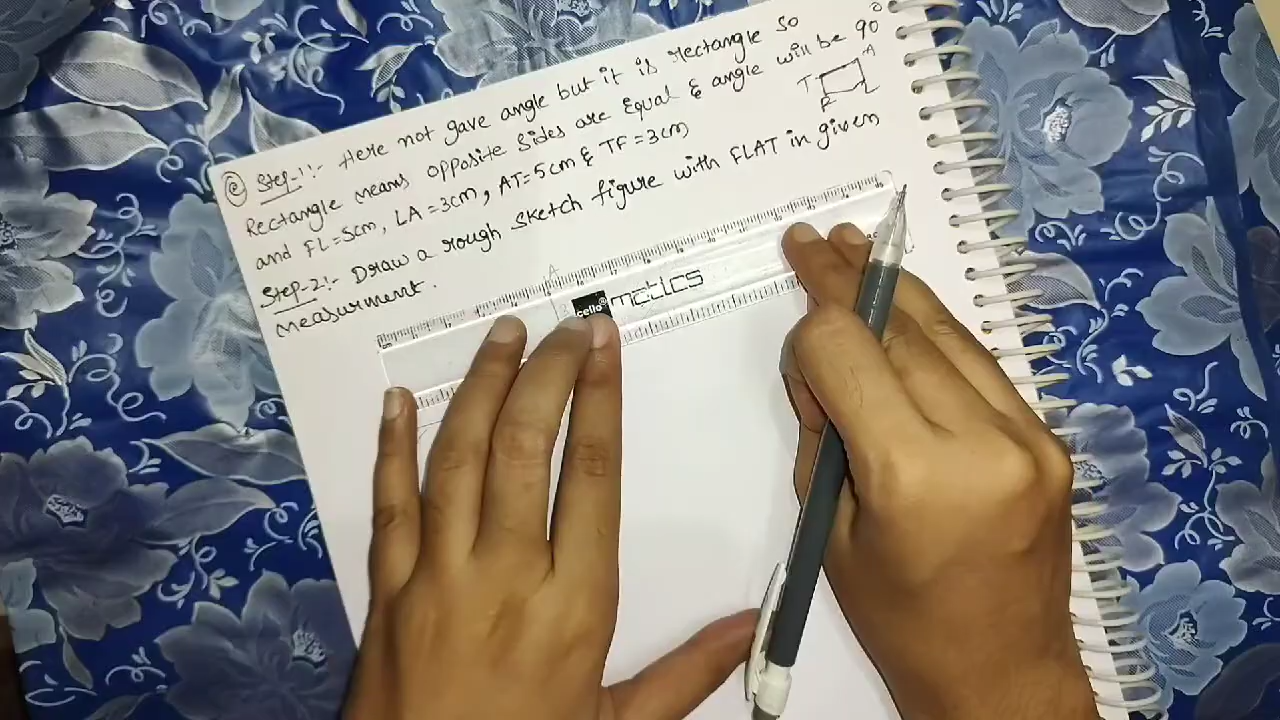 (e) Step-1:- Here not gave angle but it is rectangle so
Rectangle means opposite sides are Equal & angle will be 90°
and FL=5cm, LA=3cm, AT=5cm & TF=3cm
Step-2:- Draw a rough sketch figure with FLAT in given
measurment.
T A
F L
A
cello® metics